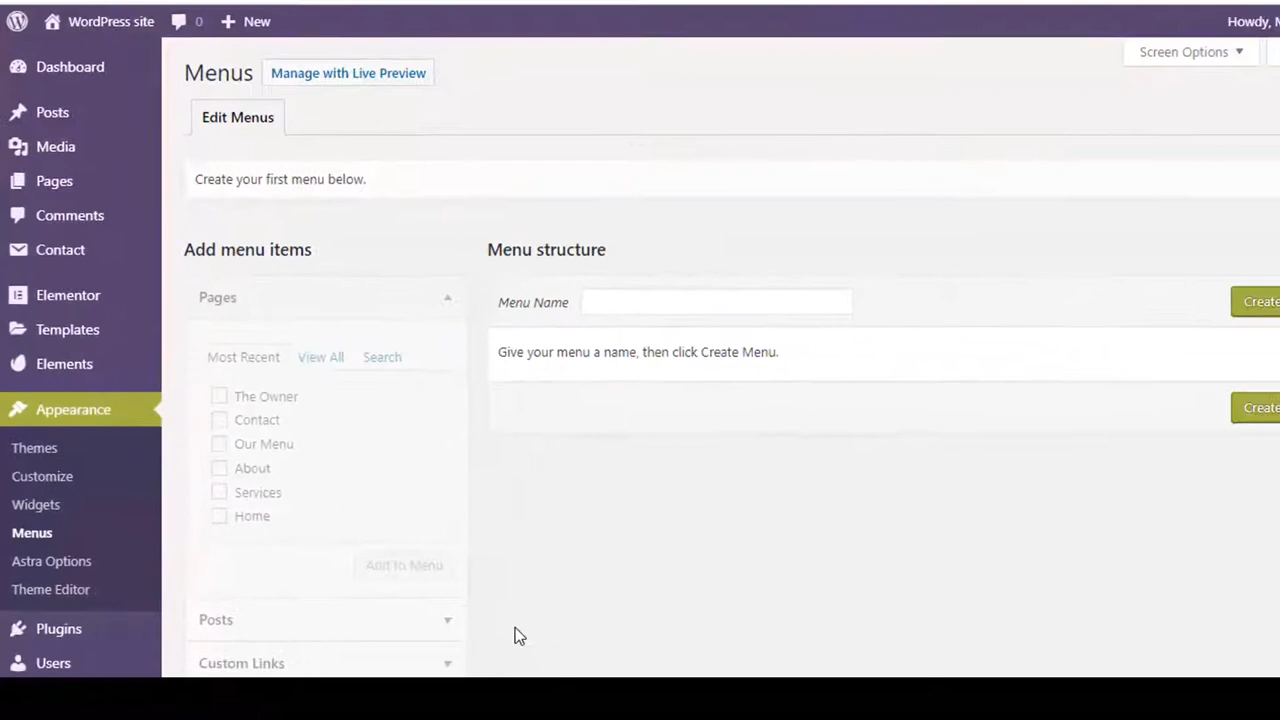 WordPress site 0 New Howdy,
Screen Options
Dashboard
Posts
Media
Pages
Comments
Contact
Elementor
Templates
Elements
Appearance
Themes
Customize
Widgets
Menus
Astra Options
Theme Editor
Plugins
Users
Menus Manage with Live Preview
Edit Menus
Create your first menu below.
Add menu items
Pages
Most Recent View All Search
The Owner
Contact
Our Menu
About
Services
Home
Add to Menu
Posts
Custom Links
Menu structure
Menu Name Create
Give your menu a name, then click Create Menu.
Create